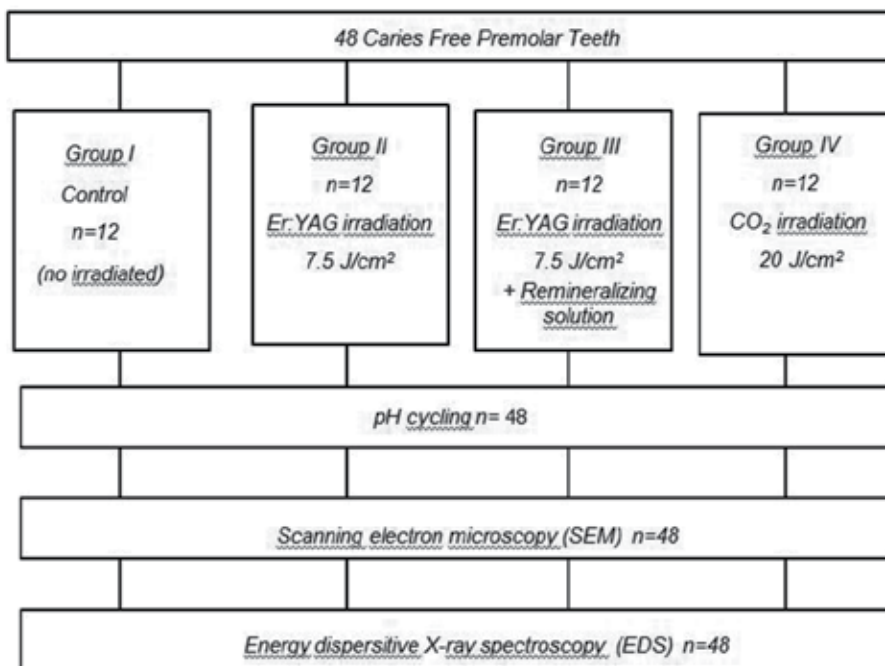 48 Caries Free Premolar Teeth
Group I
Control
n=12
(no irradiated)
Group II
n=12
Er:YAG irradiation
7.5 J/cm²
Group III
n=12
Er:YAG irradiation
7.5 J/cm²
+ Remineralizing
solution
Group IV
n=12
CO₂ irradiation
20 J/cm²
pH cycling n= 48
Scanning electron microscopy (SEM) n=48
Energy dispersitive X-ray spectroscopy (EDS) n=48